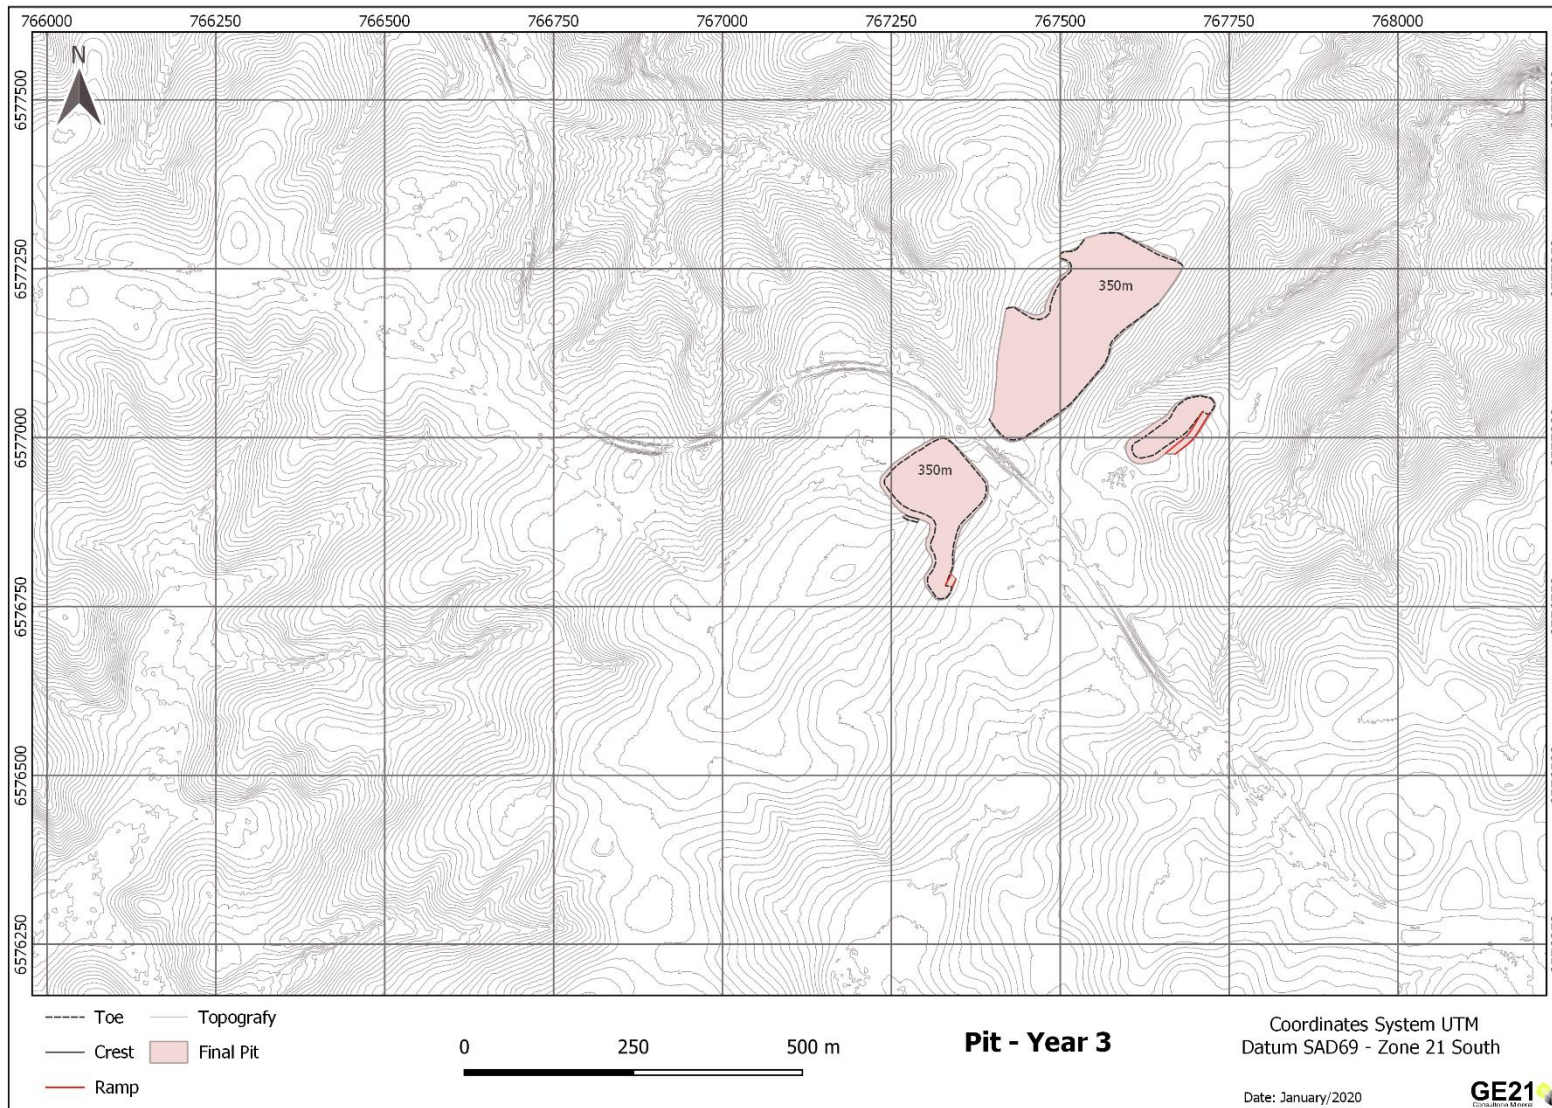 766000 766250 766500 766750 767000 767250 767500 767750 768000
N
6577500
6577250
6577000
6576750
6576500
6576250
350m
350m
Toe
Topografy
Crest
Final Pit
Ramp
0 250 500 m
Pit - Year 3
Coordinates System UTM
Datum SAD69 - Zone 21 South
Date: January/2020
GE21
Consultoria Mineral